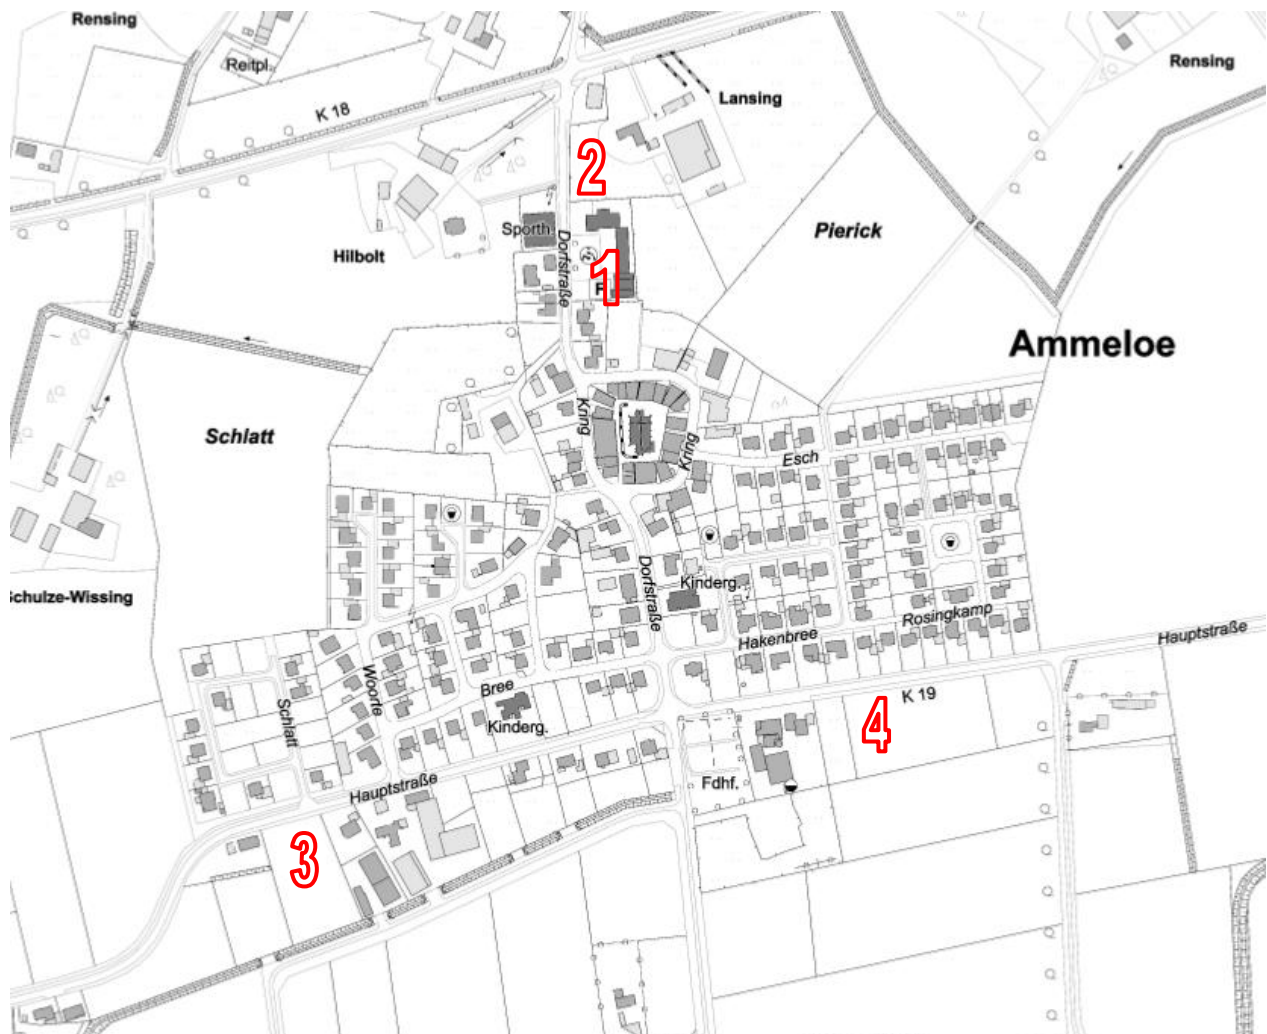 Rensing
Reitpl.
Rensing
K 18
Lansing
2
Sporth.
Dorfstraße
Pierick
Hilbolt
1
F
Ammeloe
Kring
Schlatt
Kring
Esch
Dorfstraße
Kinderg.
Schulze-Wissing
Rosingkamp
Hakenbree
Hauptstraße
Woorte
Bree
Schlatt
K 19
Kinderg.
4
Hauptstraße
Fdhf.
3